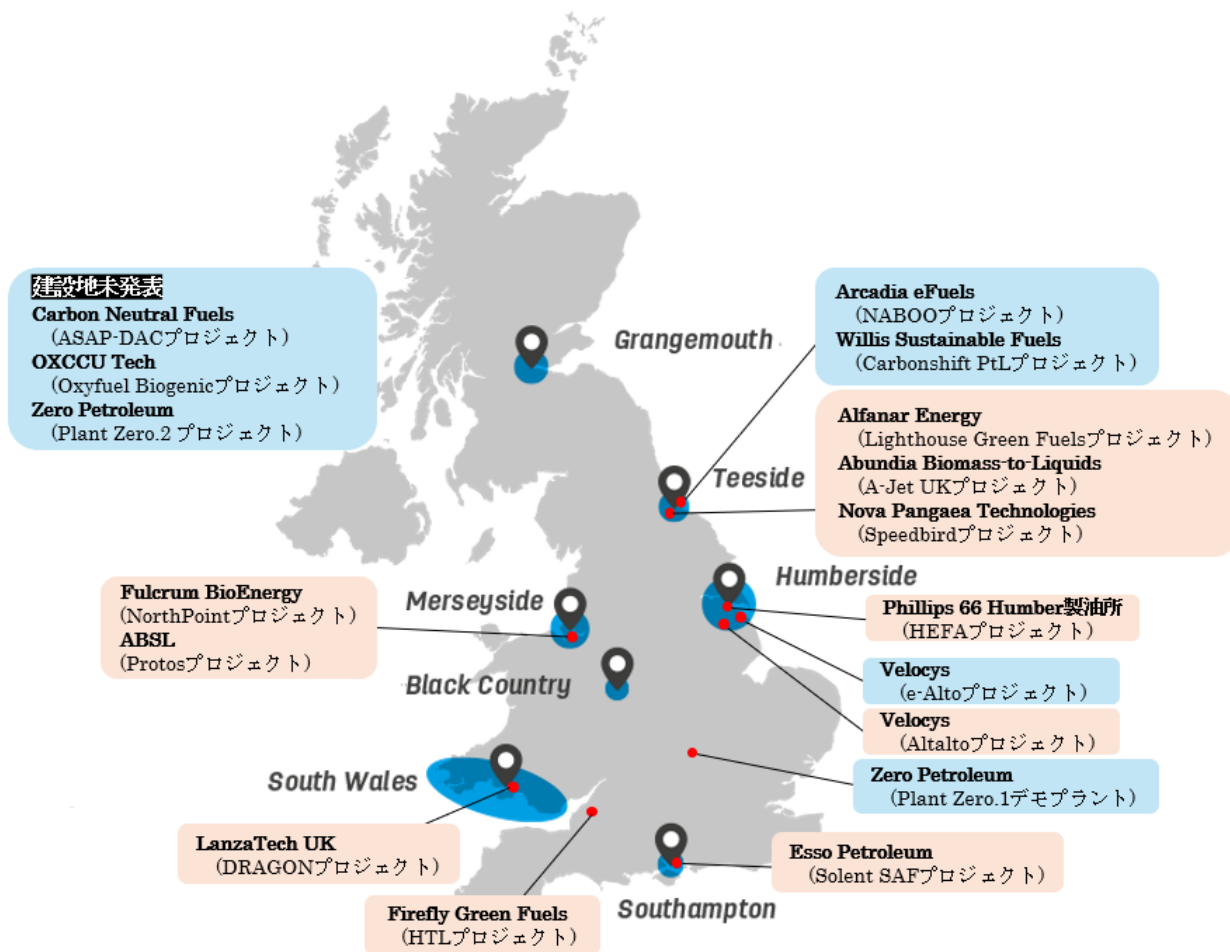 建設地未発表
Carbon Neutral Fuels
(ASAP-DACプロジェクト)
OXCCU Tech
(Oxyfuel Biogenicプロジェクト)
Zero Petroleum
(Plant Zero.2 プロジェクト)
Grangemouth
Arcadia eFuels
(NABOOプロジェクト)
Willis Sustainable Fuels
(Carbonshift PtLプロジェクト)
Teeside
Alfanar Energy
(Lighthouse Green Fuelsプロジェクト)
Abundia Biomass-to-Liquids
(A-Jet UKプロジェクト)
Nova Pangaea Technologies
(Speedbirdプロジェクト)
Humberside
Phillips 66 Humber製油所
(HEFAプロジェクト)
Fulcrum BioEnergy
(NorthPointプロジェクト)
ABSL
(Protosプロジェクト)
Merseyside
Black Country
Velocys
(e-Altoプロジェクト)
Velocys
(Altaltoプロジェクト)
South Wales
Zero Petroleum
(Plant Zero.1デモプラント)
LanzaTech UK
(DRAGONプロジェクト)
Esso Petroleum
(Solent SAFプロジェクト)
Firefly Green Fuels
(HTLプロジェクト)
Southampton